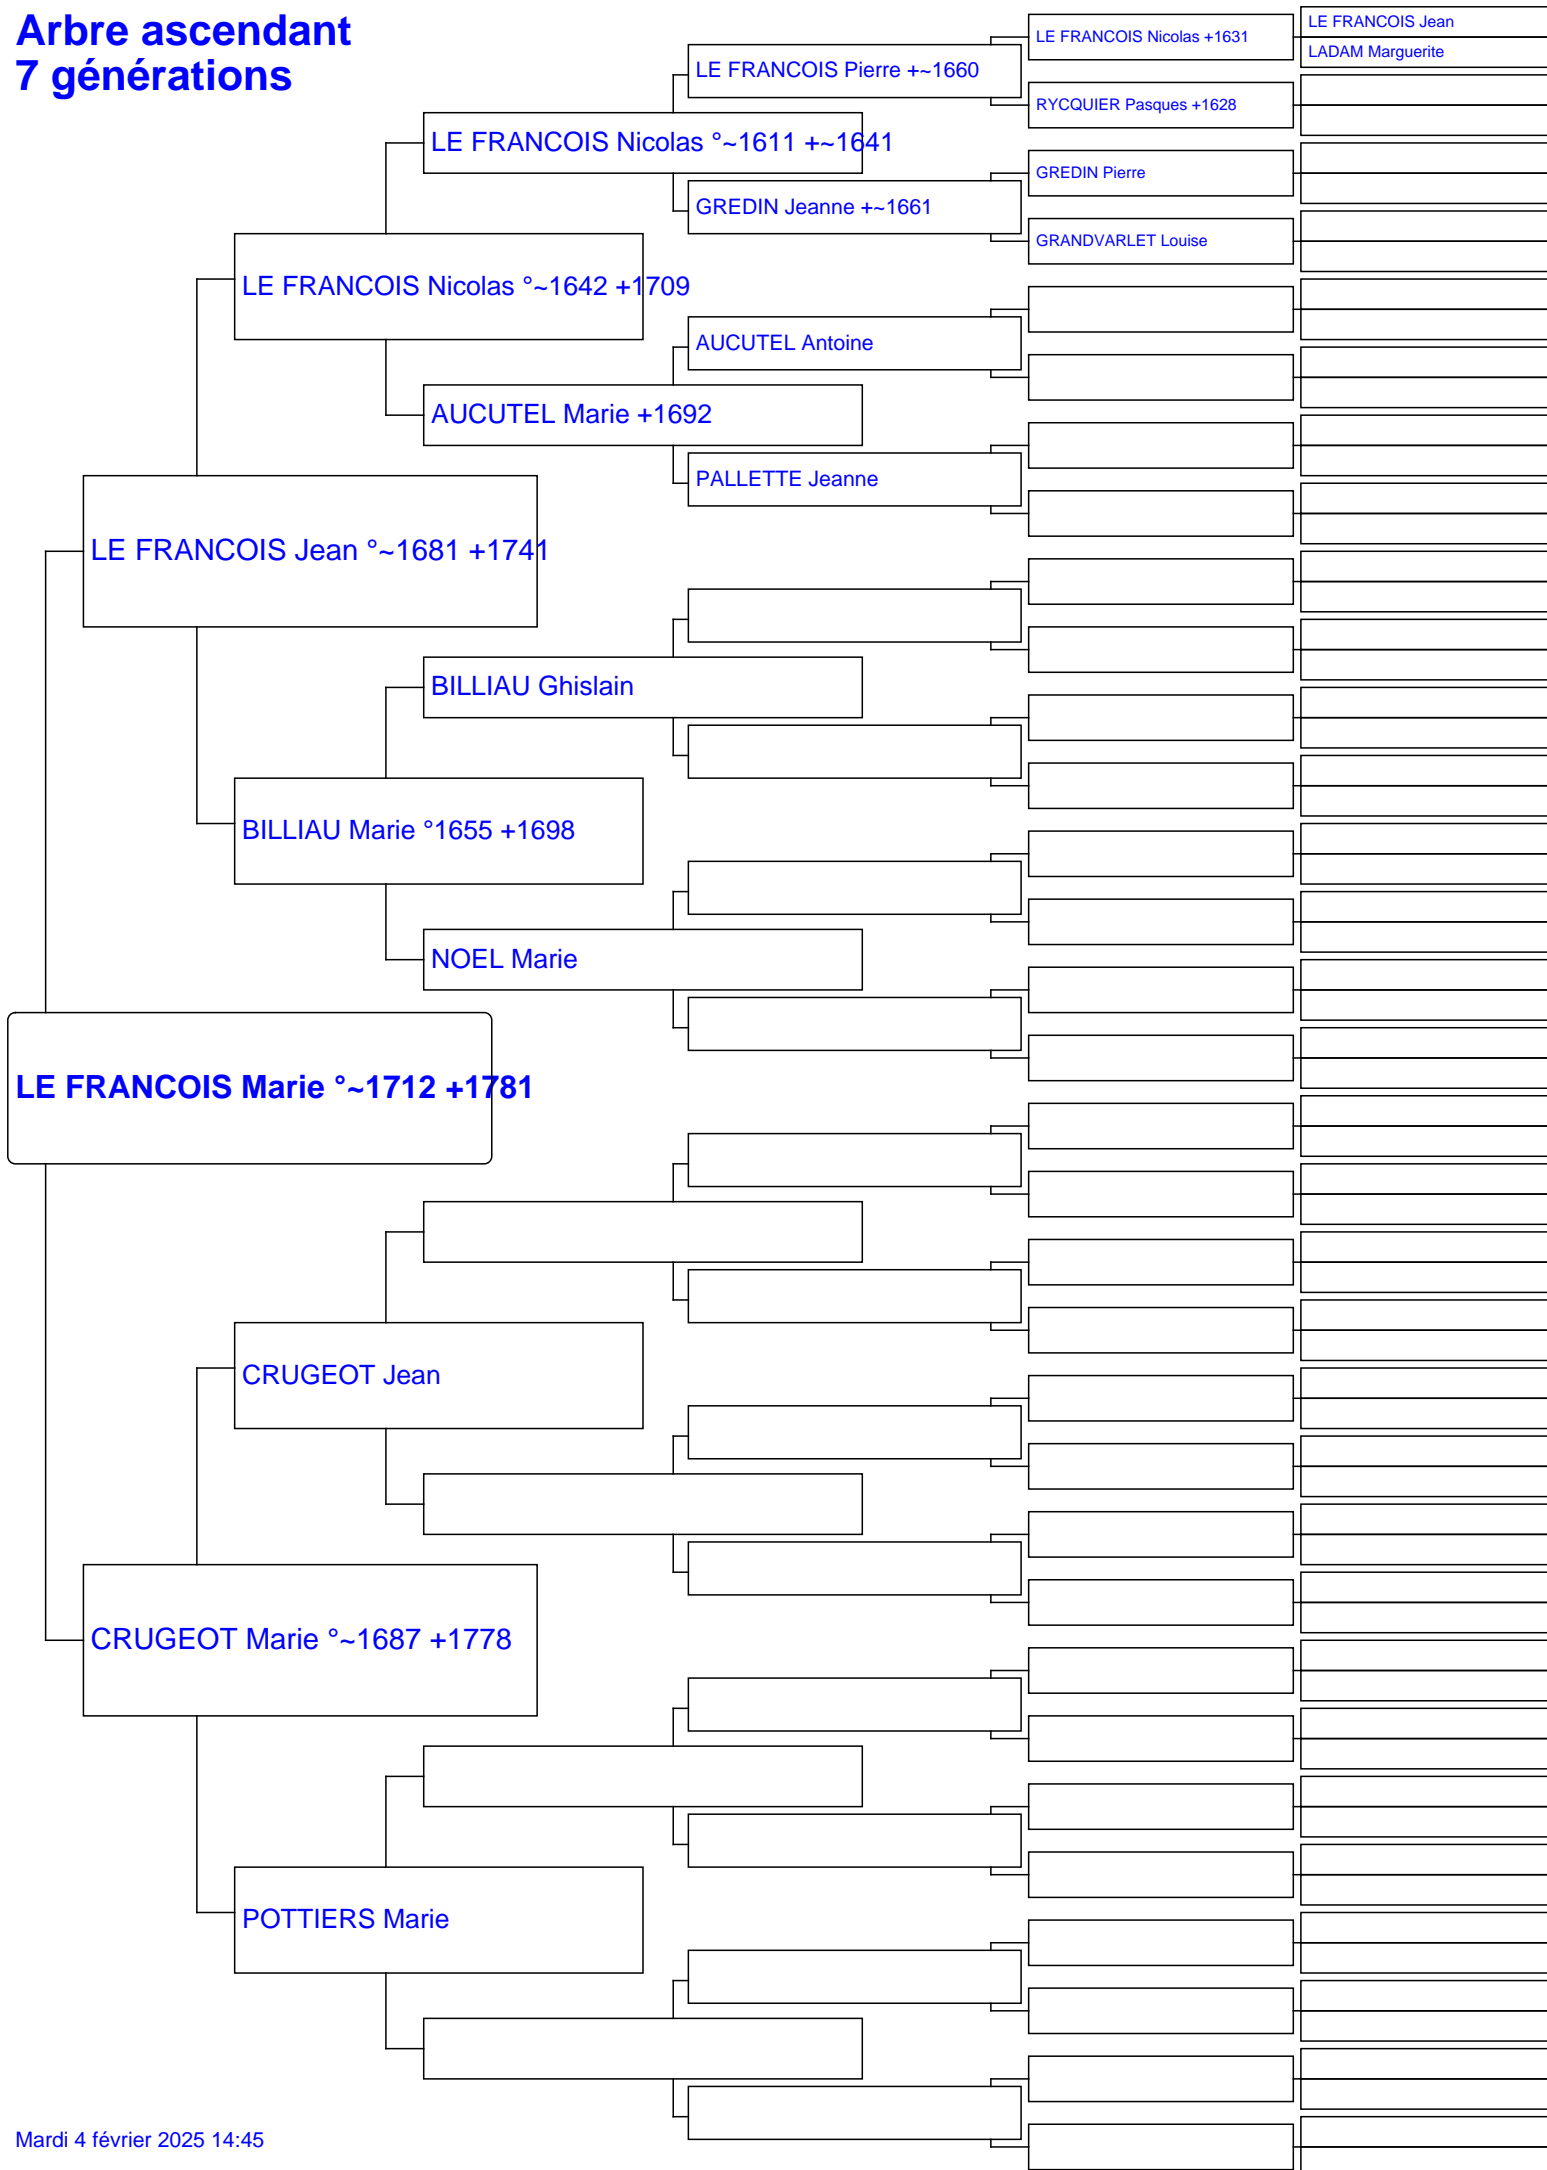 Arbre ascendant
7 générations
LE FRANCOIS Jean
LADAM Marguerite
LE FRANCOIS Nicolas +1631
LE FRANCOIS Pierre +~1660
RYCQUIER Pasques +1628
LE FRANCOIS Nicolas °~1611 +~1641
GREDIN Pierre
GREDIN Jeanne +~1661
GRANDVARLET Louise
LE FRANCOIS Nicolas °~1642 +1709
AUCUTEL Antoine
AUCUTEL Marie +1692
PALLETTE Jeanne
LE FRANCOIS Jean °~1681 +1741
BILLIAU Ghislain
BILLIAU Marie °1655 +1698
NOEL Marie
LE FRANCOIS Marie °~1712 +1781
CRUGEOT Jean
CRUGEOT Marie °~1687 +1778
POTTIERS Marie
Mardi 4 février 2025 14:45